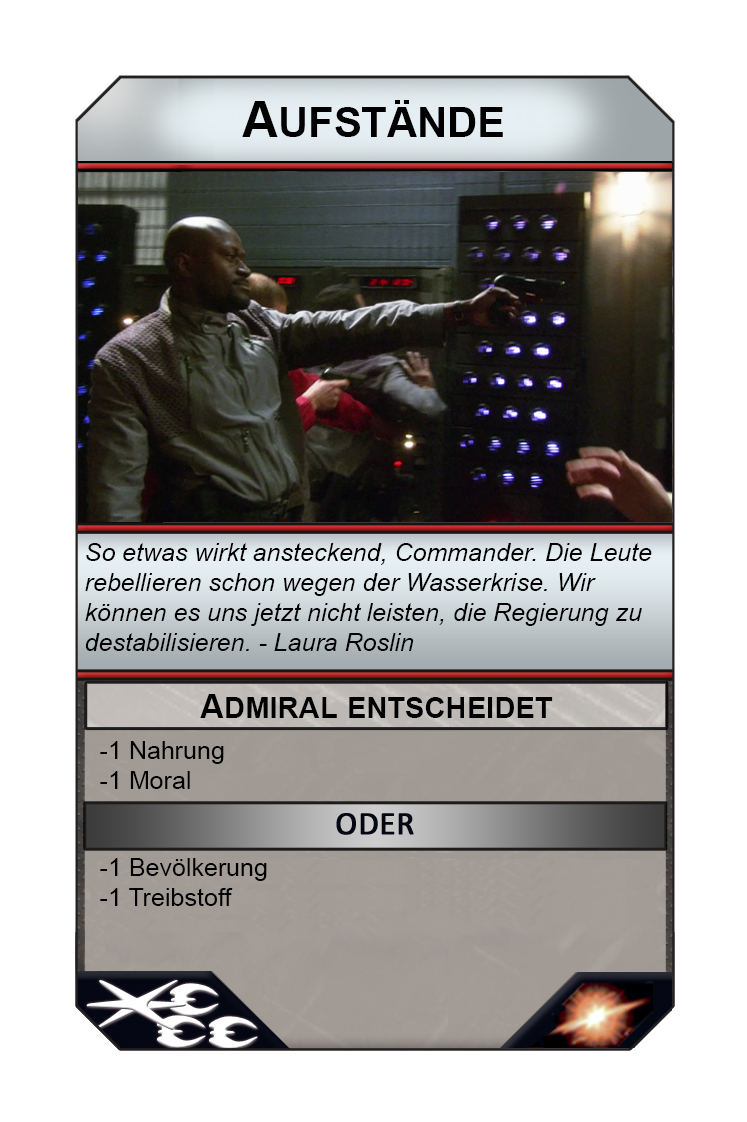 AUFSTÄNDE
So etwas wirkt ansteckend, Commander. Die Leute
rebellieren schon wegen der Wasserkrise. Wir
können es uns jetzt nicht leisten, die Regierung zu
destabilisieren. - Laura Roslin
ADMIRAL ENTSCHEIDET
-1 Nahrung
-1 Moral
ODER
-1 Bevölkerung
-1 Treibstoff